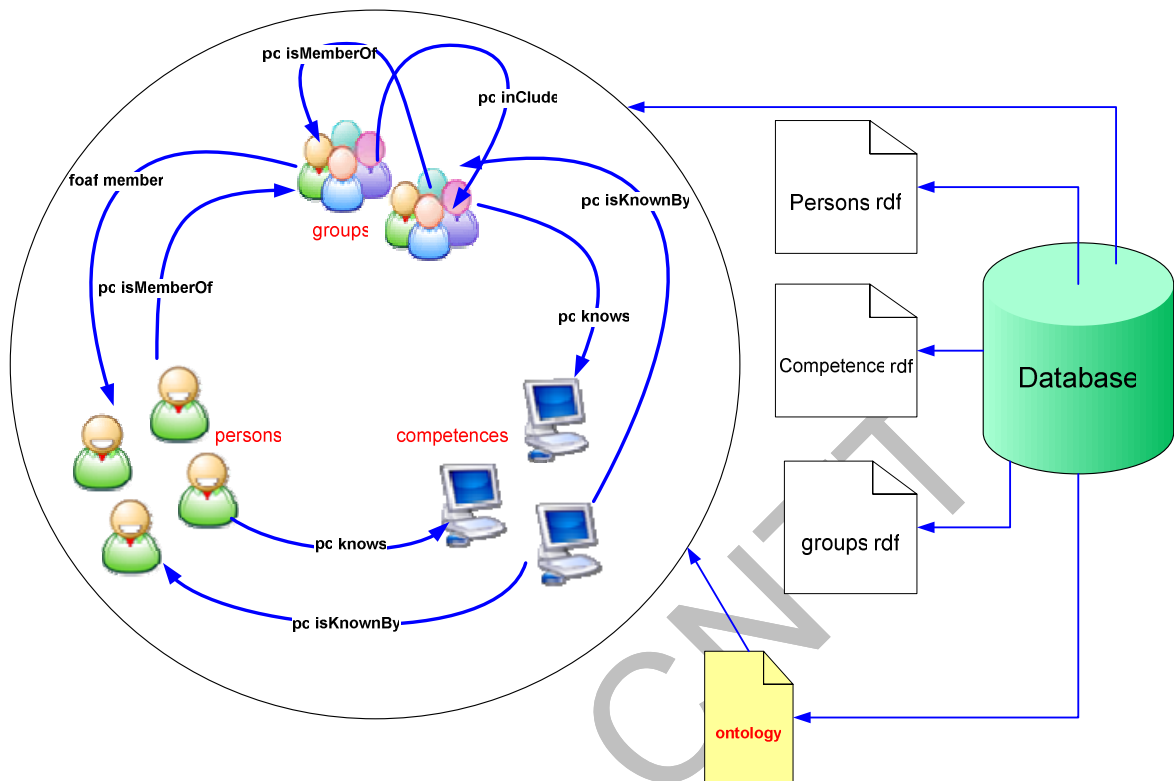 pc isMemberOf
pc inClude
foaf member
pc isKnownBy
groups
pc isMemberOf
pc knows
persons
competences
pc knows
pc isKnownBy
Persons rdf
Competence rdf
Database
groups rdf
ontology
CNTT